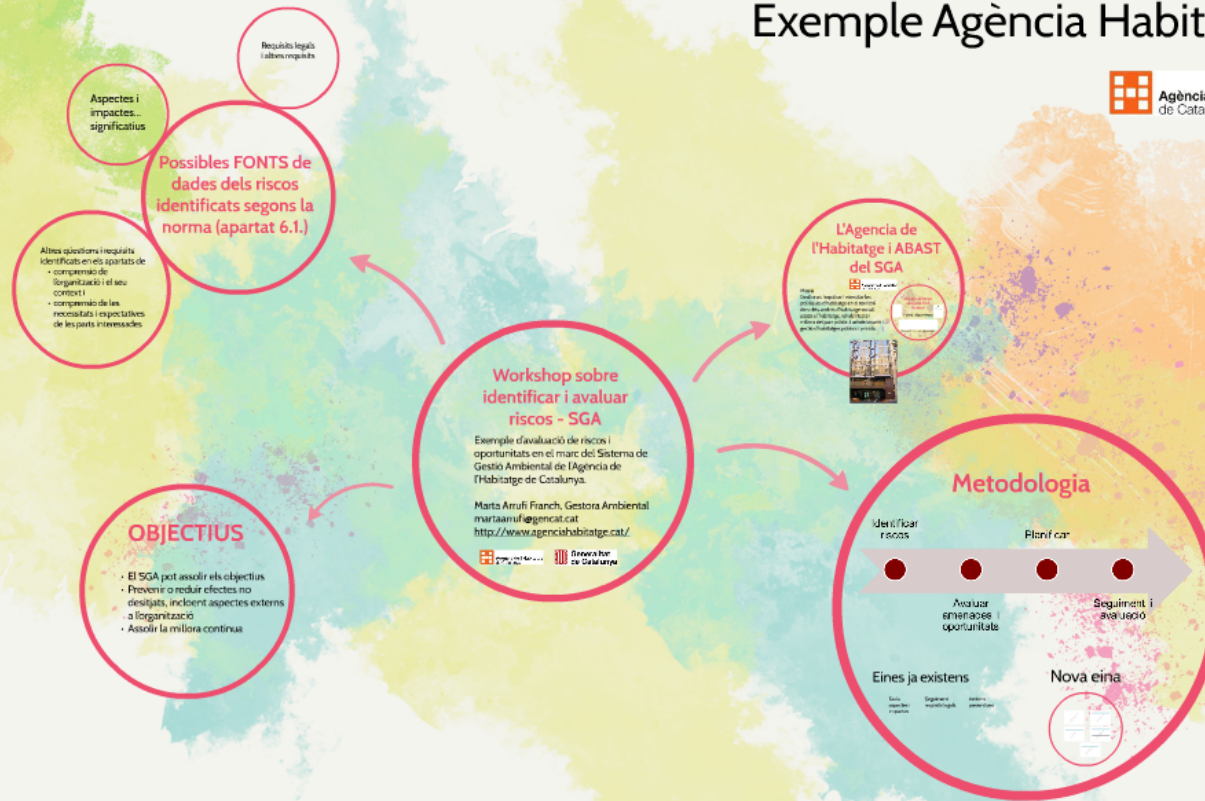 Exemple Agència Habit
Agència
de Cata
Requisits legals
i altres requisits
Aspectes i
impactes...
significatius
Possibles FONTS de
dades dels riscos
identificats segons la
norma (apartat 6.1.)
Altres qüestions i requisits
identificats en els apartats de
• comprensió de
l'organització i el seu
context i
• comprensió de les
necessitats i expectatives
de les parts interessades
L'Agencia de
l'Habitatge i ABAST
del SGA
Workshop sobre
identificar i avaluar
riscos - SGA
Exemple d'avaluació de riscos i
oportunitats en el marc del Sistema de
Gestió Ambiental de l'Agència de
l'Habitatge de Catalunya.
Marta Arrufí Franch, Gestora Ambiental
martaarrufi@gencat.cat
http://www.agenciahabitatge.cat/
Generalitat
de Catalunya
OBJECTIUS
• El SGA pot assolir els objectius
• Prevenir o reduir efectes no
desitjats, incloent aspectes externs
a l'organització
• Assolir la millora contínua
Metodologia
Identificar
riscos
Planificar
Avaluar
amenaces i
oportunitats
Seguiment i
avaluació
Eines ja existens
Nova eina